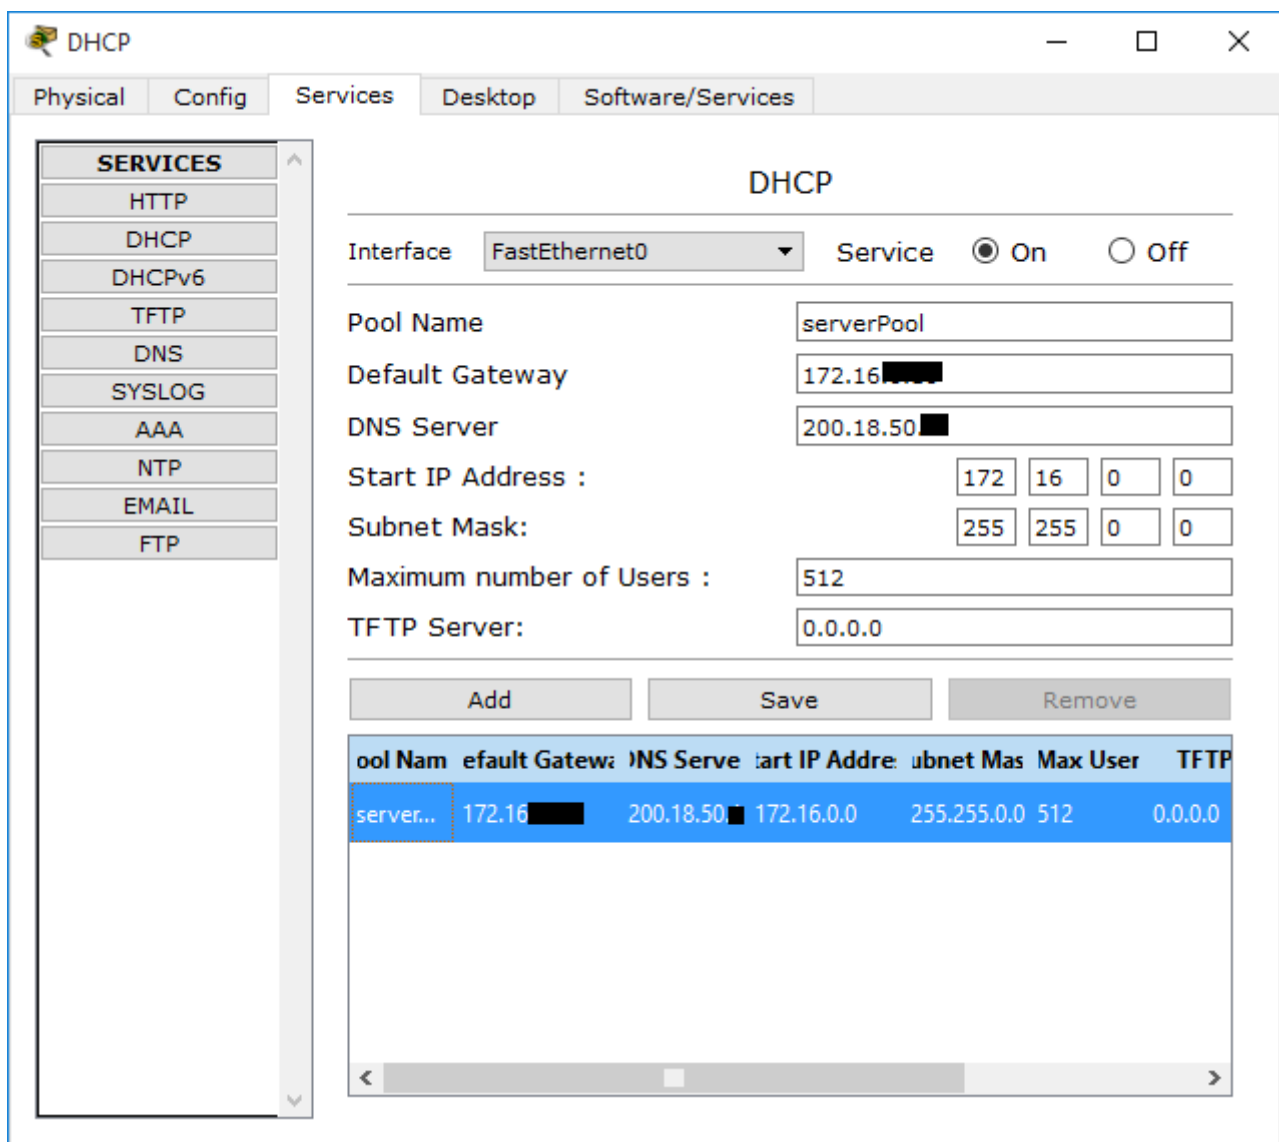 DHCP
Physical Config Services Desktop Software/Services
SERVICES
HTTP
DHCP
DHCPv6
TFTP
DNS
SYSLOG
AAA
NTP
EMAIL
FTP
DHCP
Interface FastEthernet0 Service On Off
Pool Name serverPool
Default Gateway 172.16
DNS Server 200.18.50.
Start IP Address : 172 16 0 0
Subnet Mask: 255 255 0 0
Maximum number of Users : 512
TFTP Server: 0.0.0.0
Add Save Remove
ool Nam efault Gatewa NS Serve tart IP Addre ubnet Mas Max User TFTP
server... 172.16 200.18.50. 172.16.0.0 255.255.0.0 512 0.0.0.0